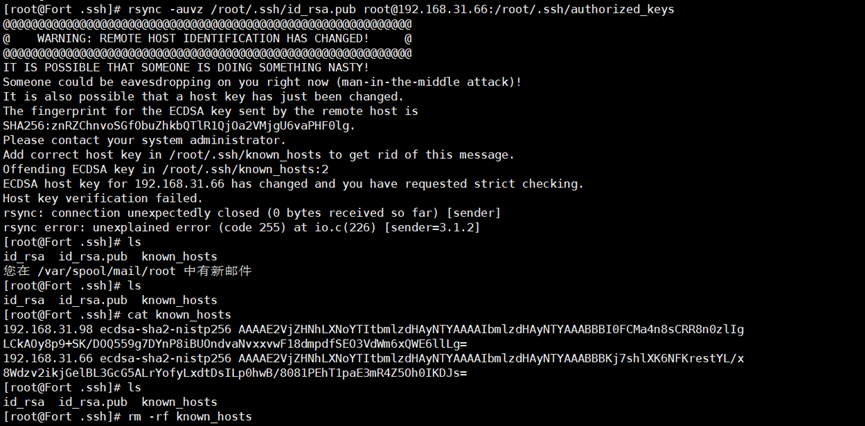 [root@Fort .ssh]# rsync -auvz /root/.ssh/id_rsa.pub root@192.168.31.66:/root/.ssh/authorized_keys
@@@@@@@@@@@@@@@@@@@@@@@@@@@@@@@@@@@@@@@@@@@@@@@@@@@@@@@@@@@
@    WARNING: REMOTE HOST IDENTIFICATION HAS CHANGED!     @
@@@@@@@@@@@@@@@@@@@@@@@@@@@@@@@@@@@@@@@@@@@@@@@@@@@@@@@@@@@
IT IS POSSIBLE THAT SOMEONE IS DOING SOMETHING NASTY!
Someone could be eavesdropping on you right now (man-in-the-middle attack)!
It is also possible that a host key has just been changed.
The fingerprint for the ECDSA key sent by the remote host is
SHA256:znRZChnvoSGfObuZhkbQTlR1QjOa2VMjgU6vaPHF0lg.
Please contact your system administrator.
Add correct host key in /root/.ssh/known_hosts to get rid of this message.
Offending ECDSA key in /root/.ssh/known_hosts:2
ECDSA host key for 192.168.31.66 has changed and you have requested strict checking.
Host key verification failed.
rsync: connection unexpectedly closed (0 bytes received so far) [sender]
rsync error: unexplained error (code 255) at io.c(226) [sender=3.1.2]
[root@Fort .ssh]# ls
id_rsa  id_rsa.pub  known_hosts
您在 /var/spool/mail/root 中有新邮件
[root@Fort .ssh]# ls
id_rsa  id_rsa.pub  known_hosts
[root@Fort .ssh]# cat known_hosts
192.168.31.98 ecdsa-sha2-nistp256 AAAAE2VjZHNhLXNoYTItbmlzdHAyNTYAAAAIbmlzdHAyNTYAAABBBI0FCMa4n8sCRR8n0zlIg
LCkAOy8p9+SK/DOQ559g7DYnP8iBUOndvaNvxxvwF18dmpdfSEO3VdWm6xQWE6llLg=
192.168.31.66 ecdsa-sha2-nistp256 AAAAE2VjZHNhLXNoYTItbmlzdHAyNTYAAAAIbmlzdHAyNTYAAABBBKj7shlXK6NFKrestYL/x
8Wdzv2ikjGelBL3GcG5ALrYofyLxdtDsILp0hwB/8081PEhT1paE3mR4Z5Oh0IKDJs=
[root@Fort .ssh]# ls
id_rsa  id_rsa.pub  known_hosts
[root@Fort .ssh]# rm -rf known_hosts